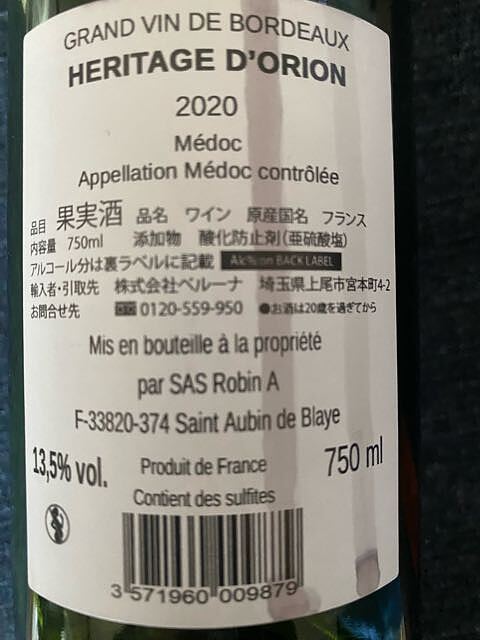 GRAND VIN DE BORDEAUX
HERITAGE D'ORION
2020
Médoc
Appellation Médoc contrôlée
品目 果実酒 品名 ワイン 原産国名 フランス
内容量 750ml 添加物 酸化防止剤(亜硫酸塩)
アルコール分は裏ラベルに記載 Alc% on BACK LABEL
輸入者・引取先 株式会社ベルーナ 埼玉県上尾市宮本町4-2
お問合せ先 0120-559-950 ●お酒は20歳を過ぎてから
Mis en bouteille à la propriété
par SAS Robin A
F-33820-374 Saint Aubin de Blaye
13,5% vol. Produit de France 750 ml
Contient des sulfites
3 571960 009879